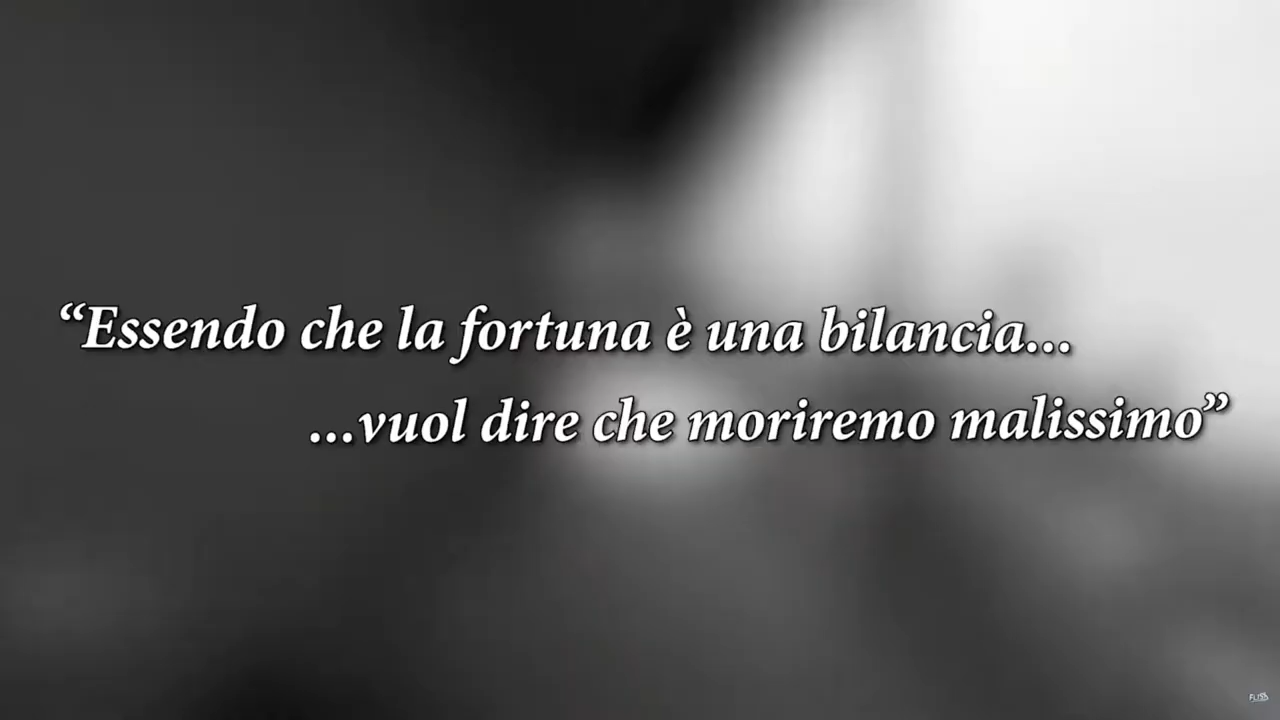 “Essendo che la fortuna è una bilancia...
...vuol dire che moriremo malissimo”